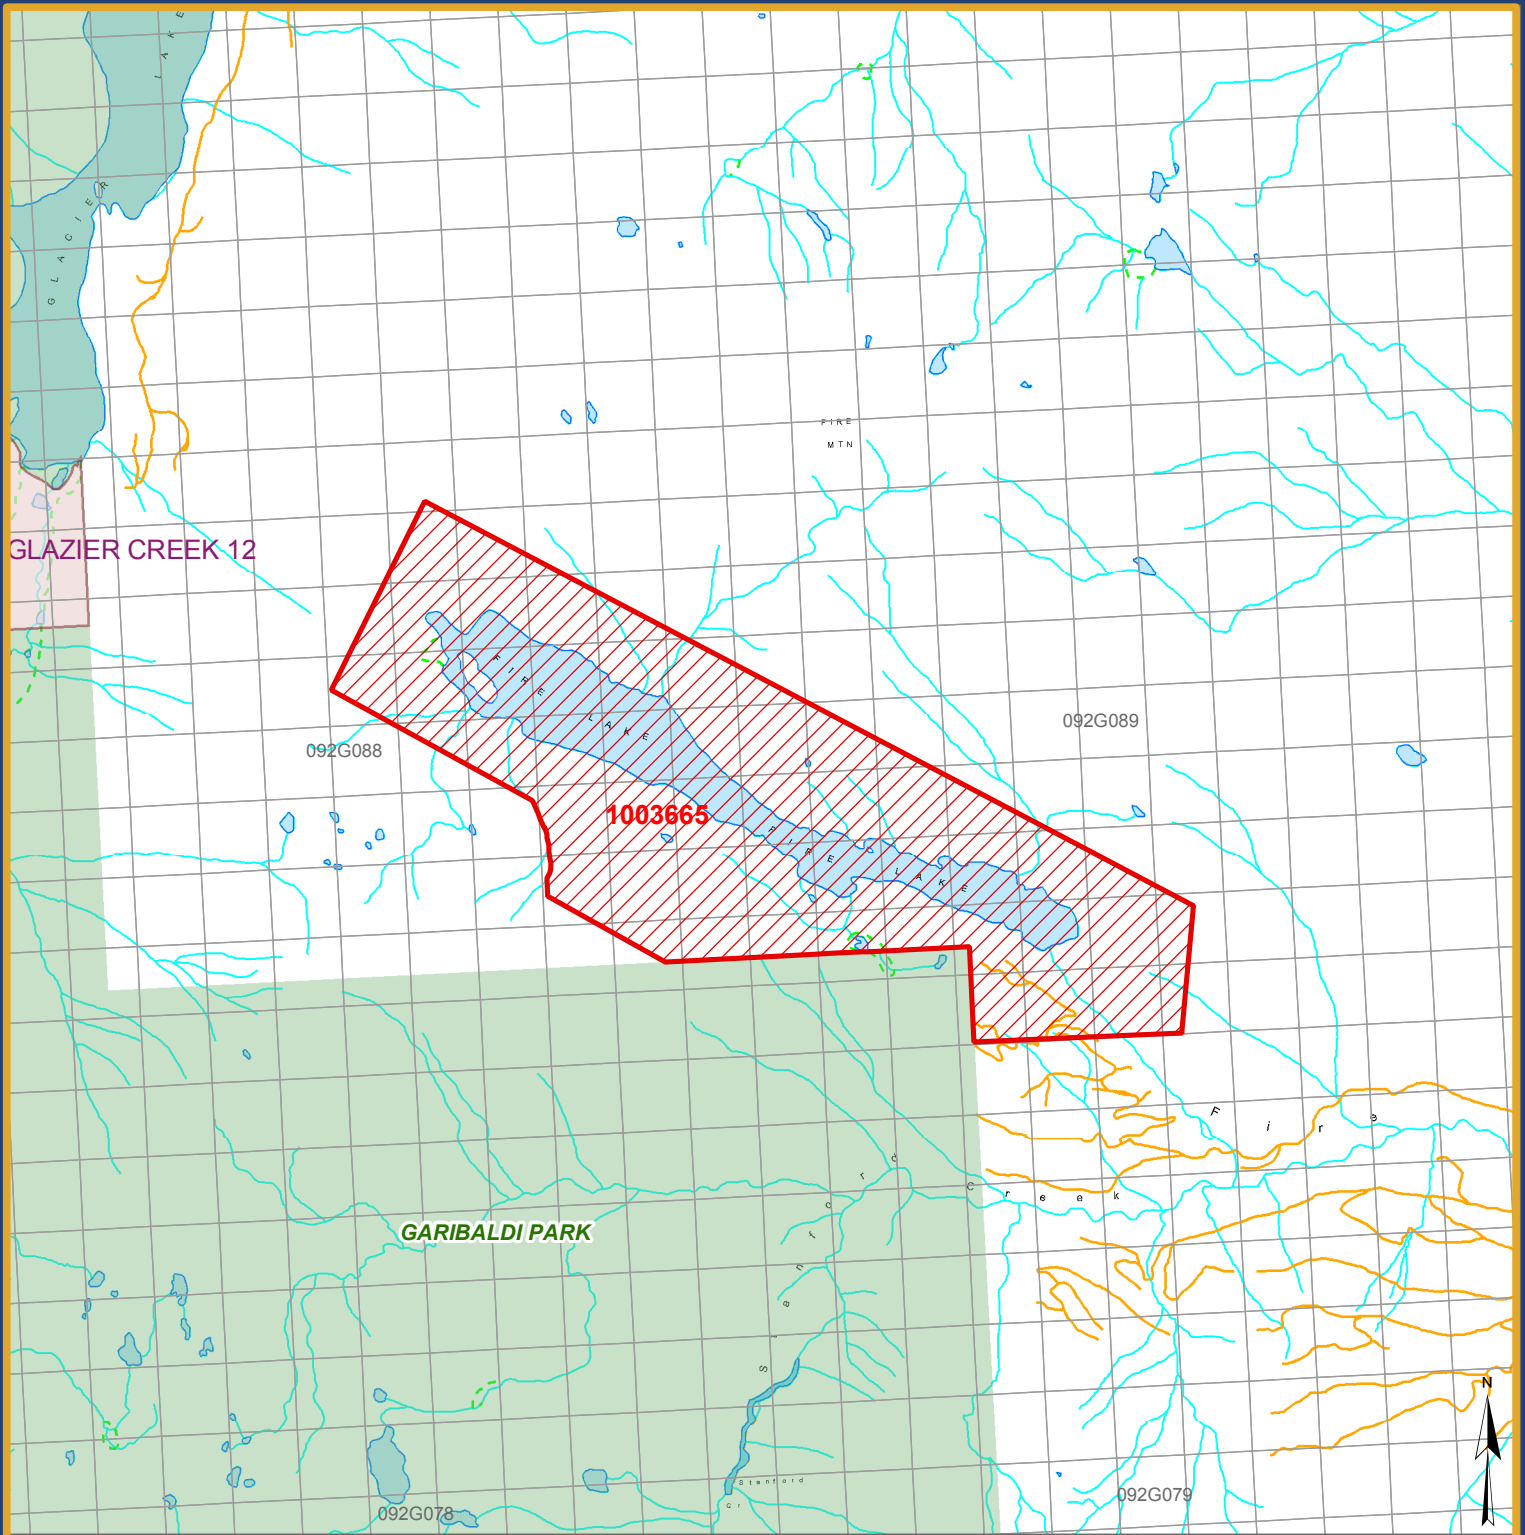 GLACIER LAKE
FIRE
MTN
GLAZIER CREEK 12
FIRE LAKE
092G089
092G088
1003665
FIRE LAKE
Fire
Creek
GARIBALDI PARK
Stanford
Cr
092G078
092G079
N